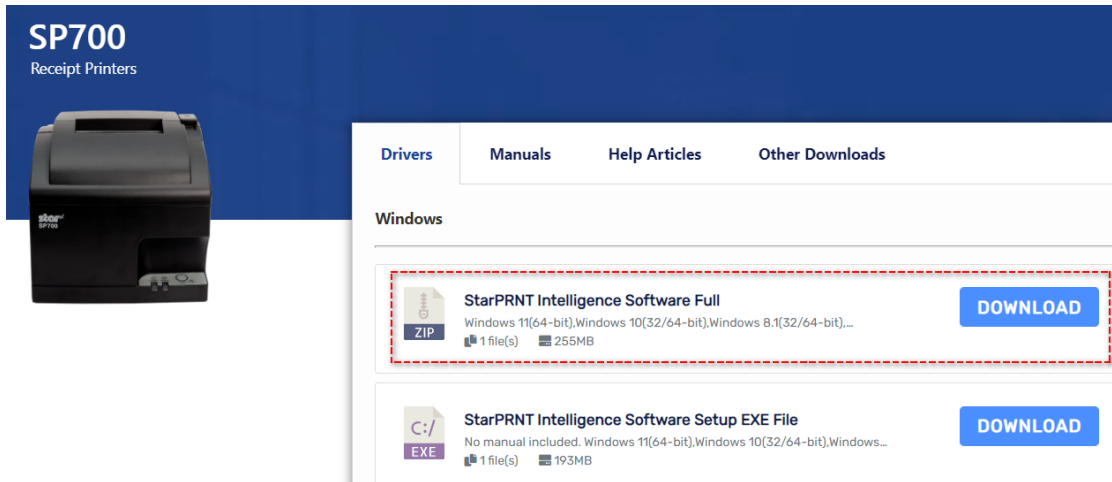 SP700
Receipt Printers
star
SP700
Drivers
Manuals
Help Articles
Other Downloads
Windows
ZIP
StarPRNT Intelligence Software Full
Windows 11(64-bit),Windows 10(32/64-bit),Windows 8.1(32/64-bit),...
1 file(s) 255MB
DOWNLOAD
C:/
EXE
StarPRNT Intelligence Software Setup EXE File
No manual included. Windows 11(64-bit),Windows 10(32/64-bit),Windows...
1 file(s) 193MB
DOWNLOAD